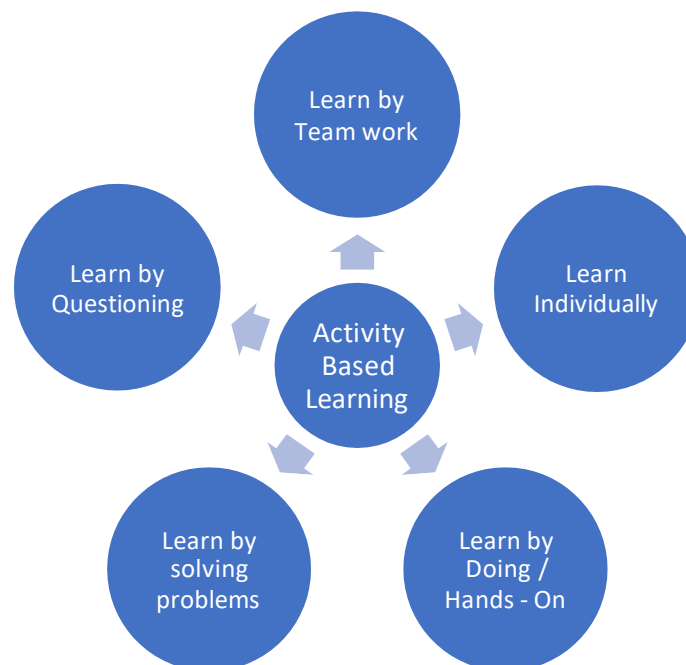 Learn by
Team work
Learn by
Questioning
Learn
Individually
Activity
Based
Learning
Learn by
solving
problems
Learn by
Doing /
Hands - On